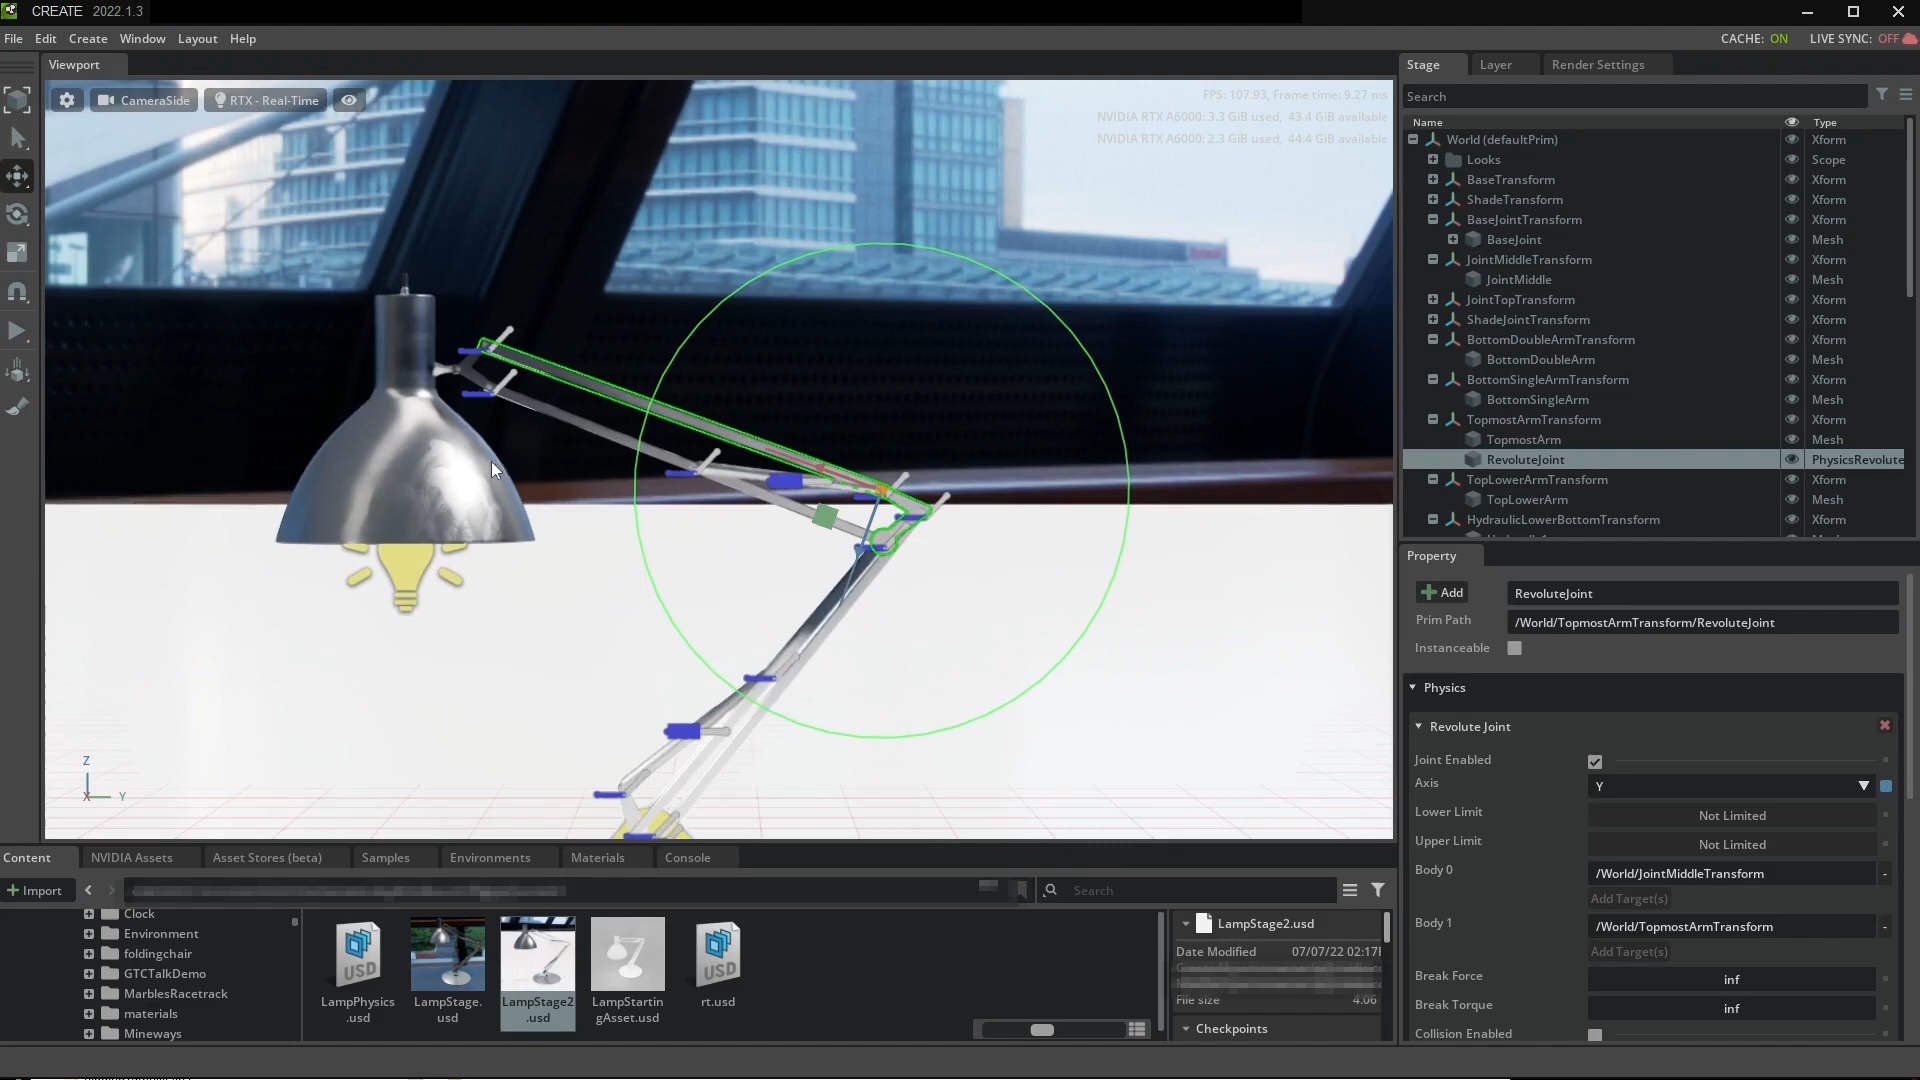 CREATE 2022.1.3
File Edit Create Window Layout Help
CACHE: ON LIVE SYNC: OFF
Viewport
CameraSide
RTX - Real-Time
FPS: 107.93, Frame time: 9.27 ms
NVIDIA RTX A6000: 3.3 GiB used, 43.4 GiB available
NVIDIA RTX A6000: 2.3 GiB used, 44.4 GiB available
Z
X Y
Stage Layer Render Settings
Search
Name Type
World (defaultPrim) Xform
Looks Scope
BaseTransform Xform
ShadeTransform Xform
BaseJointTransform Xform
BaseJoint Mesh
JointMiddleTransform Xform
JointMiddle Mesh
JointTopTransform Xform
ShadeJointTransform Xform
BottomDoubleArmTransform Xform
BottomDoubleArm Mesh
BottomSingleArmTransform Xform
BottomSingleArm Mesh
TopmostArmTransform Xform
TopmostArm Mesh
RevoluteJoint PhysicsRevolute
TopLowerArmTransform Xform
TopLowerArm Mesh
HydraulicLowerBottomTransform Xform
Property
Add RevoluteJoint
Prim Path /World/TopmostArmTransform/RevoluteJoint
Instanceable
Physics
Revolute Joint
Joint Enabled
Axis Y
Lower Limit Not Limited
Upper Limit Not Limited
Body 0 /World/JointMiddleTransform -
Add Target(s)
Body 1 /World/TopmostArmTransform -
Add Target(s)
Break Force inf
Break Torque inf
Collision Enabled
Content NVIDIA Assets Asset Stores (beta) Samples Environments Materials Console
Import
Search
Clock
Environment
foldingchair
GTCTalkDemo
MarblesRacetrack
materials
Mineways
USD
LampPhysics
.usd
LampStage.
usd
LampStage2
.usd
LampStartin
gAsset.usd
USD
rt.usd
LampStage2.usd
Date Modified 07/07/22 02:17
File size 4.06
Checkpoints